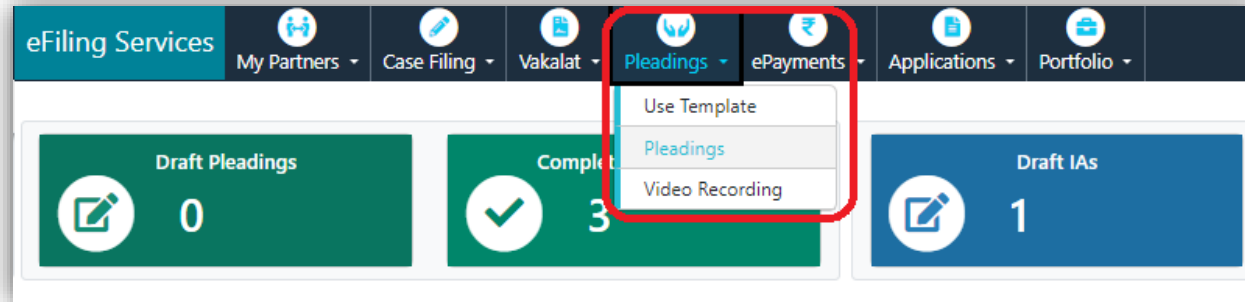 eFiling Services
My Partners
Case Filing
Vakalat
Pleadings
ePayments
Applications
Portfolio
Use Template
Pleadings
Video Recording
Draft Pleadings
0
3
Draft IAs
1